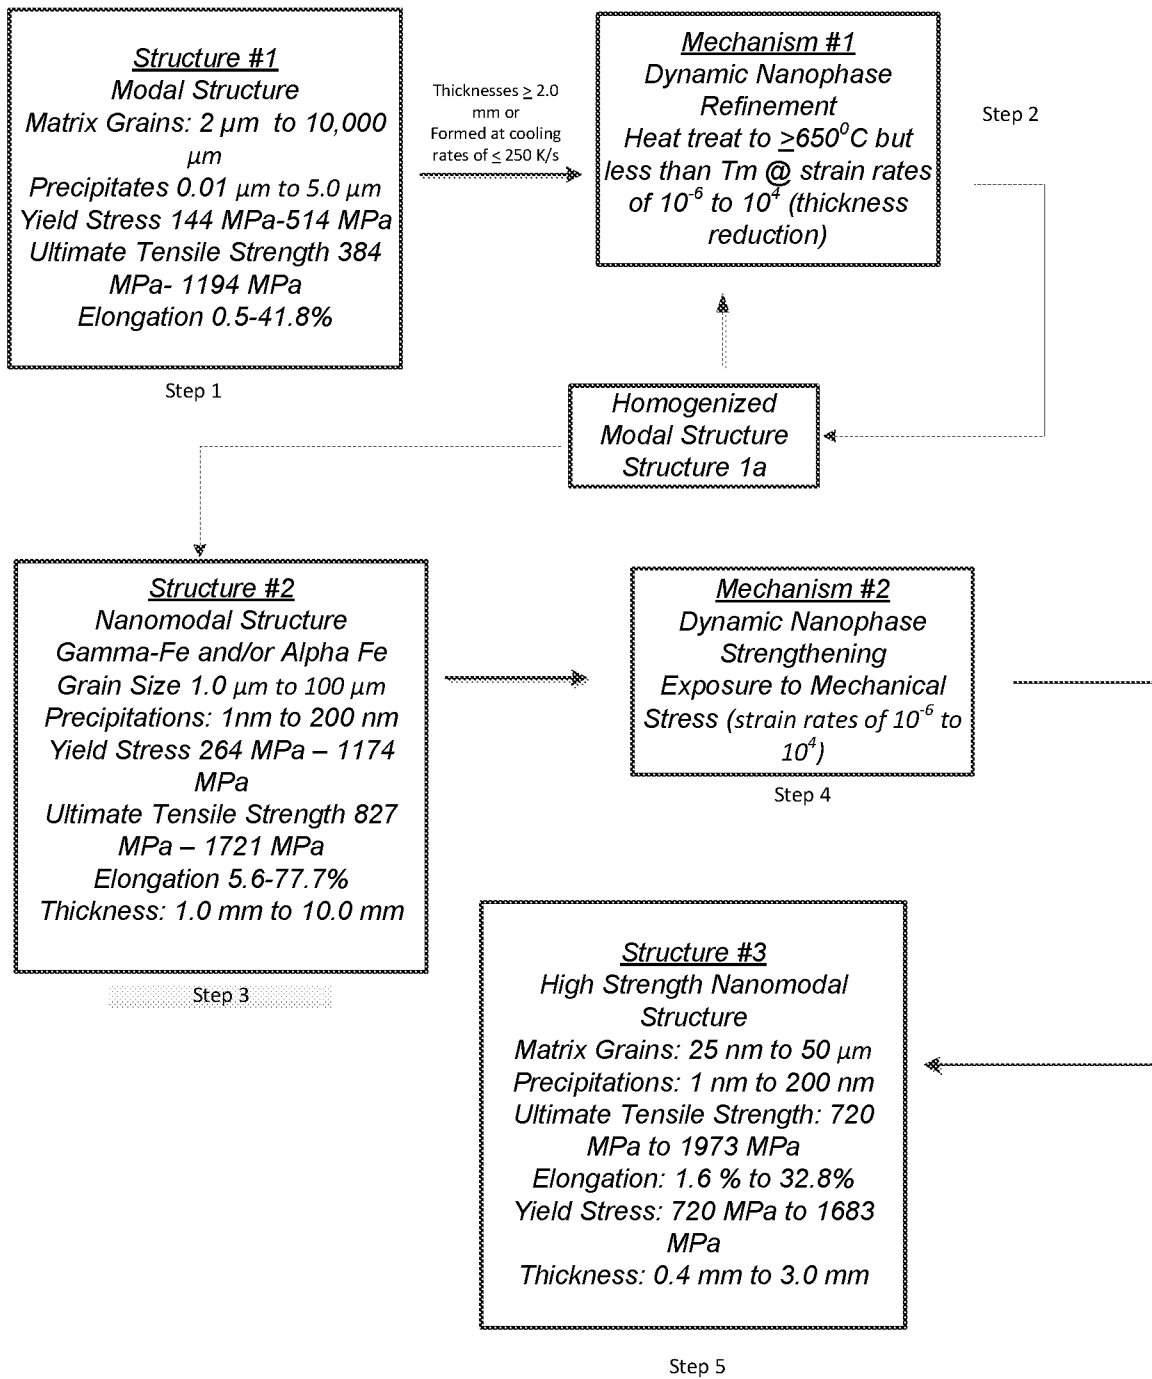 Structure #1
Modal Structure
Matrix Grains: 2 µm to 10,000
µm
Precipitates 0.01 µm to 5.0 µm
Yield Stress 144 MPa-514 MPa
Ultimate Tensile Strength 384
MPa- 1194 MPa
Elongation 0.5-41.8%
Step 1
Thicknesses ≥ 2.0
mm or
Formed at cooling
rates of ≤ 250 K/s
Mechanism #1
Dynamic Nanophase
Refinement
Heat treat to ≥650⁰C but
less than Tm @ strain rates
of 10⁻⁶ to 10⁴ (thickness
reduction)
Step 2
Homogenized
Modal Structure
Structure 1a
Structure #2
Nanomodal Structure
Gamma-Fe and/or Alpha Fe
Grain Size 1.0 µm to 100 µm
Precipitations: 1nm to 200 nm
Yield Stress 264 MPa – 1174
MPa
Ultimate Tensile Strength 827
MPa – 1721 MPa
Elongation 5.6-77.7%
Thickness: 1.0 mm to 10.0 mm
Step 3
Mechanism #2
Dynamic Nanophase
Strengthening
Exposure to Mechanical
Stress (strain rates of 10⁻⁶ to
10⁴)
Step 4
Structure #3
High Strength Nanomodal
Structure
Matrix Grains: 25 nm to 50 µm
Precipitations: 1 nm to 200 nm
Ultimate Tensile Strength: 720
MPa to 1973 MPa
Elongation: 1.6 % to 32.8%
Yield Stress: 720 MPa to 1683
MPa
Thickness: 0.4 mm to 3.0 mm
Step 5